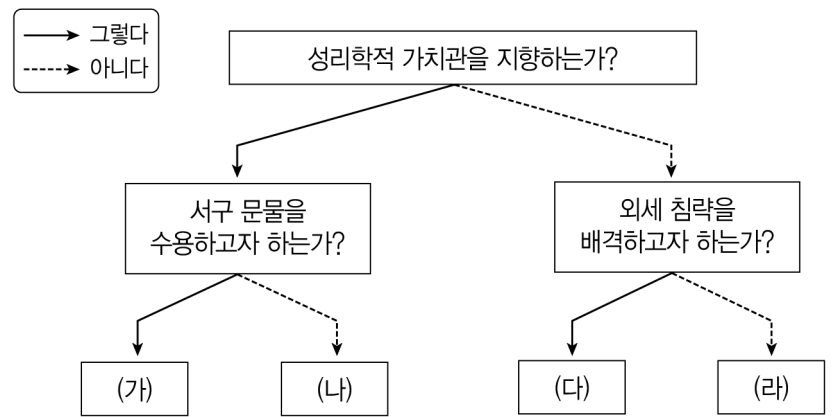 그렇다
아니다
성리학적 가치관을 지향하는가?
서구 문물을
수용하고자 하는가?
외세 침략을
배격하고자 하는가?
(가)
(나)
(다)
(라)